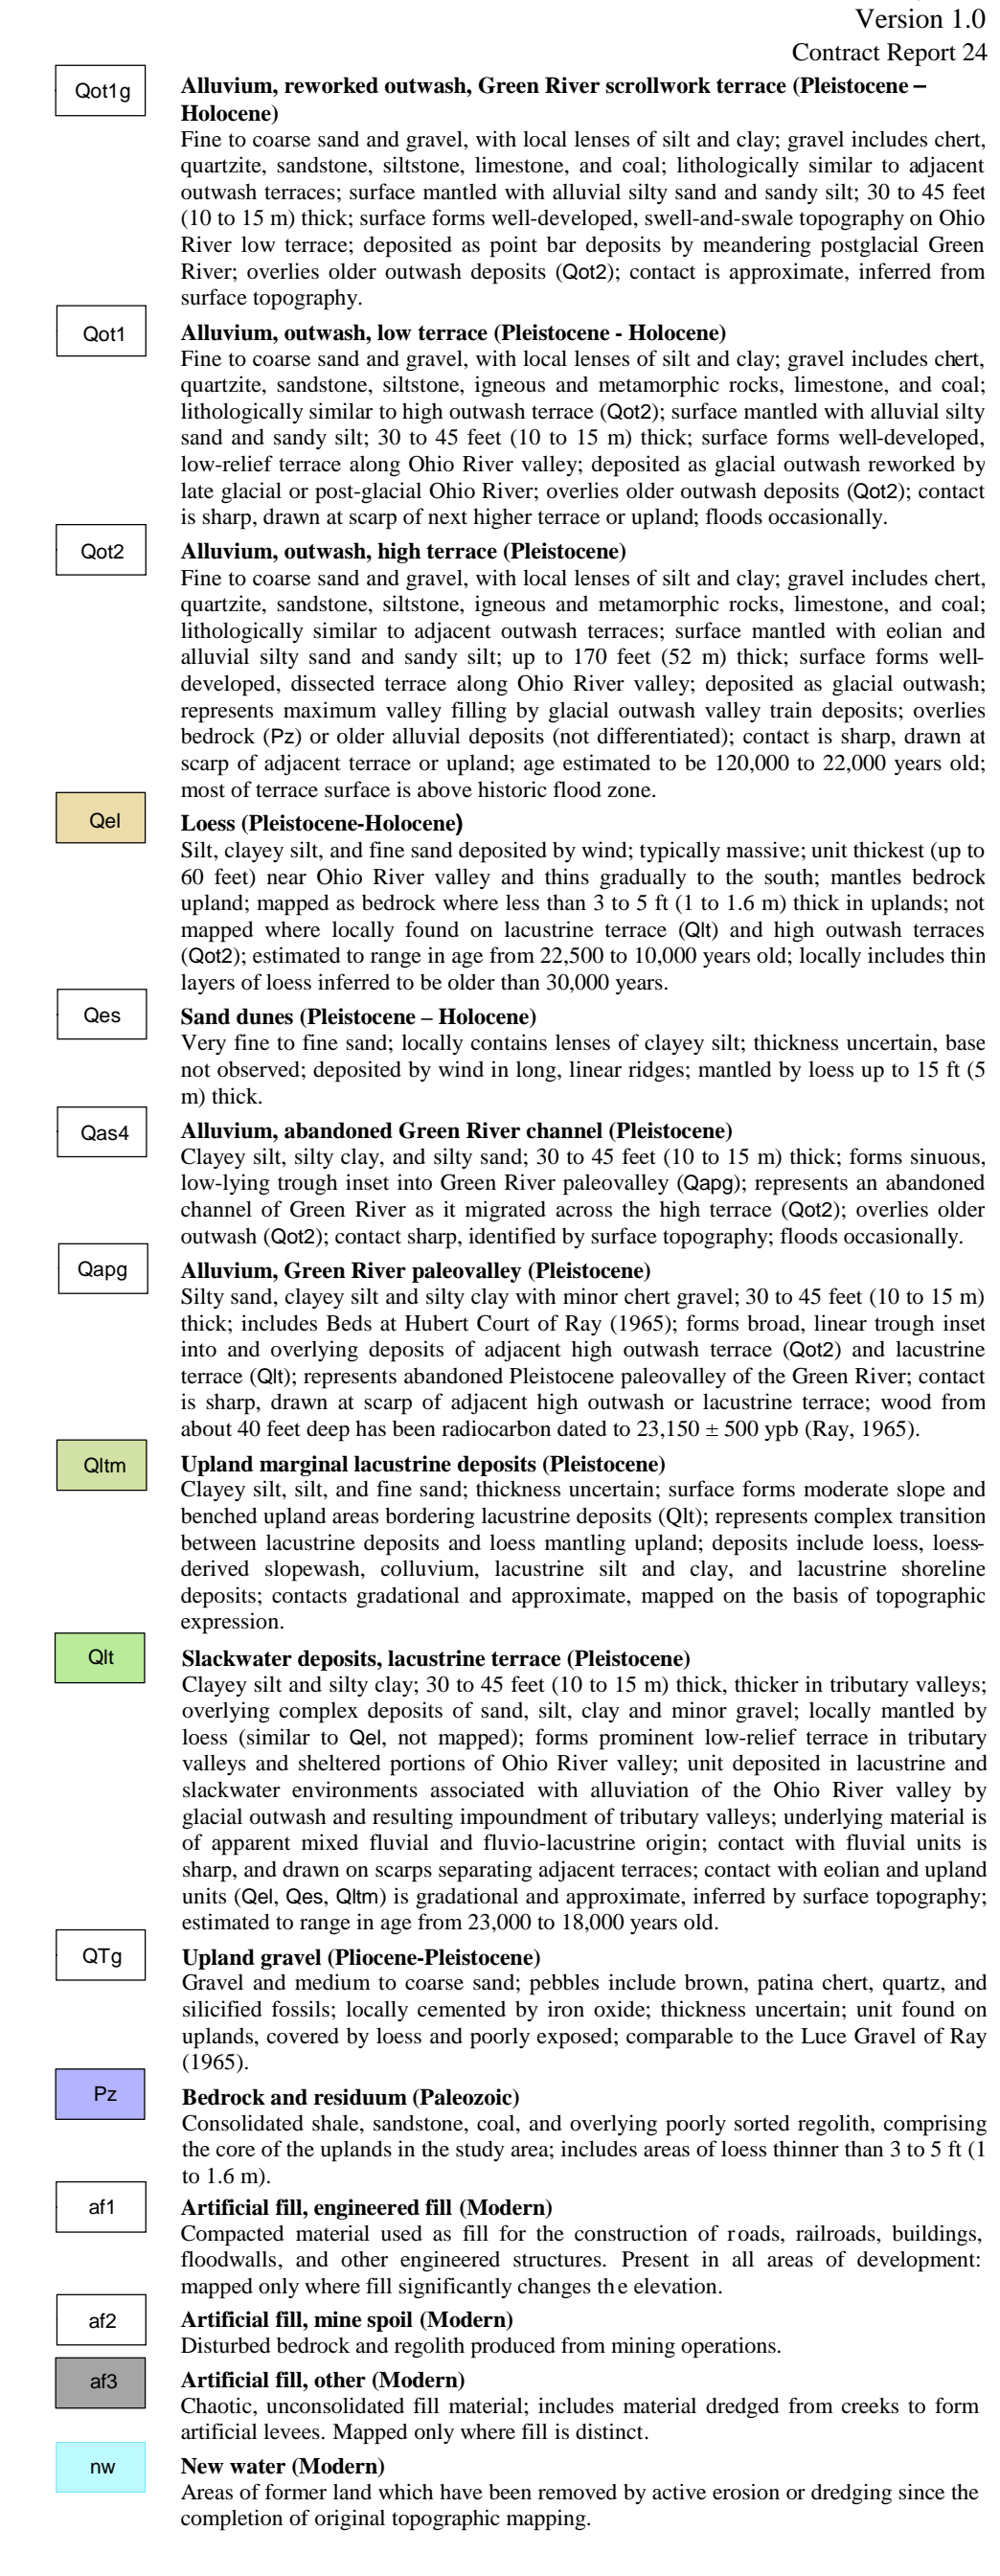 Version 1.0
Contract Report 24
Qot1g
Alluvium, reworked outwash, Green River scrollwork terrace (Pleistocene –
Holocene)
Fine to coarse sand and gravel, with local lenses of silt and clay; gravel includes chert,
quartzite, sandstone, siltstone, limestone, and coal; lithologically similar to adjacent
outwash terraces; surface mantled with alluvial silty sand and sandy silt; 30 to 45 feet
(10 to 15 m) thick; surface forms well-developed, swell-and-swale topography on Ohio
River low terrace; deposited as point bar deposits by meandering postglacial Green
River; overlies older outwash deposits (Qot2); contact is approximate, inferred from
surface topography.
Qot1
Alluvium, outwash, low terrace (Pleistocene - Holocene)
Fine to coarse sand and gravel, with local lenses of silt and clay; gravel includes chert,
quartzite, sandstone, siltstone, igneous and metamorphic rocks, limestone, and coal;
lithologically similar to high outwash terrace (Qot2); surface mantled with alluvial silty
sand and sandy silt; 30 to 45 feet (10 to 15 m) thick; surface forms well-developed,
low-relief terrace along Ohio River valley; deposited as glacial outwash reworked by
late glacial or post-glacial Ohio River; overlies older outwash deposits (Qot2); contact
is sharp, drawn at scarp of next higher terrace or upland; floods occasionally.
Qot2
Alluvium, outwash, high terrace (Pleistocene)
Fine to coarse sand and gravel, with local lenses of silt and clay; gravel includes chert,
quartzite, sandstone, siltstone, igneous and metamorphic rocks, limestone, and coal;
lithologically similar to adjacent outwash terraces; surface mantled with eolian and
alluvial silty sand and sandy silt; up to 170 feet (52 m) thick; surface forms well-
developed, dissected terrace along Ohio River valley; deposited as glacial outwash;
represents maximum valley filling by glacial outwash valley train deposits; overlies
bedrock (Pz) or older alluvial deposits (not differentiated); contact is sharp, drawn at
scarp of adjacent terrace or upland; age estimated to be 120,000 to 22,000 years old;
most of terrace surface is above historic flood zone.
Qel
Loess (Pleistocene-Holocene)
Silt, clayey silt, and fine sand deposited by wind; typically massive; unit thickest (up to
60 feet) near Ohio River valley and thins gradually to the south; mantles bedrock
upland; mapped as bedrock where less than 3 to 5 ft (1 to 1.6 m) thick in uplands; not
mapped where locally found on lacustrine terrace (Qlt) and high outwash terraces
(Qot2); estimated to range in age from 22,500 to 10,000 years old; locally includes thin
layers of loess inferred to be older than 30,000 years.
Qes
Sand dunes (Pleistocene – Holocene)
Very fine to fine sand; locally contains lenses of clayey silt; thickness uncertain, base
not observed; deposited by wind in long, linear ridges; mantled by loess up to 15 ft (5
m) thick.
Qas4
Alluvium, abandoned Green River channel (Pleistocene)
Clayey silt, silty clay, and silty sand; 30 to 45 feet (10 to 15 m) thick; forms sinuous,
low-lying trough inset into Green River paleovalley (Qapg); represents an abandoned
channel of Green River as it migrated across the high terrace (Qot2); overlies older
outwash (Qot2); contact sharp, identified by surface topography; floods occasionally.
Qapg
Alluvium, Green River paleovalley (Pleistocene)
Silty sand, clayey silt and silty clay with minor chert gravel; 30 to 45 feet (10 to 15 m)
thick; includes Beds at Hubert Court of Ray (1965); forms broad, linear trough inset
into and overlying deposits of adjacent high outwash terrace (Qot2) and lacustrine
terrace (Qlt); represents abandoned Pleistocene paleovalley of the Green River; contact
is sharp, drawn at scarp of adjacent high outwash or lacustrine terrace; wood from
about 40 feet deep has been radiocarbon dated to 23,150 ± 500 ypb (Ray, 1965).
Qltm
Upland marginal lacustrine deposits (Pleistocene)
Clayey silt, silt, and fine sand; thickness uncertain; surface forms moderate slope and
benched upland areas bordering lacustrine deposits (Qlt); represents complex transition
between lacustrine deposits and loess mantling upland; deposits include loess, loess-
derived slopewash, colluvium, lacustrine silt and clay, and lacustrine shoreline
deposits; contacts gradational and approximate, mapped on the basis of topographic
expression.
Qlt
Slackwater deposits, lacustrine terrace (Pleistocene)
Clayey silt and silty clay; 30 to 45 feet (10 to 15 m) thick, thicker in tributary valleys;
overlying complex deposits of sand, silt, clay and minor gravel; locally mantled by
loess (similar to Qel, not mapped); forms prominent low-relief terrace in tributary
valleys and sheltered portions of Ohio River valley; unit deposited in lacustrine and
slackwater environments associated with alluviation of the Ohio River valley by
glacial outwash and resulting impoundment of tributary valleys; underlying material is
of apparent mixed fluvial and fluvio-lacustrine origin; contact with fluvial units is
sharp, and drawn on scarps separating adjacent terraces; contact with eolian and upland
units (Qel, Qes, Qltm) is gradational and approximate, inferred by surface topography;
estimated to range in age from 23,000 to 18,000 years old.
QTg
Upland gravel (Pliocene-Pleistocene)
Gravel and medium to coarse sand; pebbles include brown, patina chert, quartz, and
silicified fossils; locally cemented by iron oxide; thickness uncertain; unit found on
uplands, covered by loess and poorly exposed; comparable to the Luce Gravel of Ray
(1965).
Pz
Bedrock and residuum (Paleozoic)
Consolidated shale, sandstone, coal, and overlying poorly sorted regolith, comprising
the core of the uplands in the study area; includes areas of loess thinner than 3 to 5 ft (1
to 1.6 m).
af1
Artificial fill, engineered fill (Modern)
Compacted material used as fill for the construction of roads, railroads, buildings,
floodwalls, and other engineered structures. Present in all areas of development:
mapped only where fill significantly changes the elevation.
af2
Artificial fill, mine spoil (Modern)
Disturbed bedrock and regolith produced from mining operations.
af3
Artificial fill, other (Modern)
Chaotic, unconsolidated fill material; includes material dredged from creeks to form
artificial levees. Mapped only where fill is distinct.
nw
New water (Modern)
Areas of former land which have been removed by active erosion or dredging since the
completion of original topographic mapping.